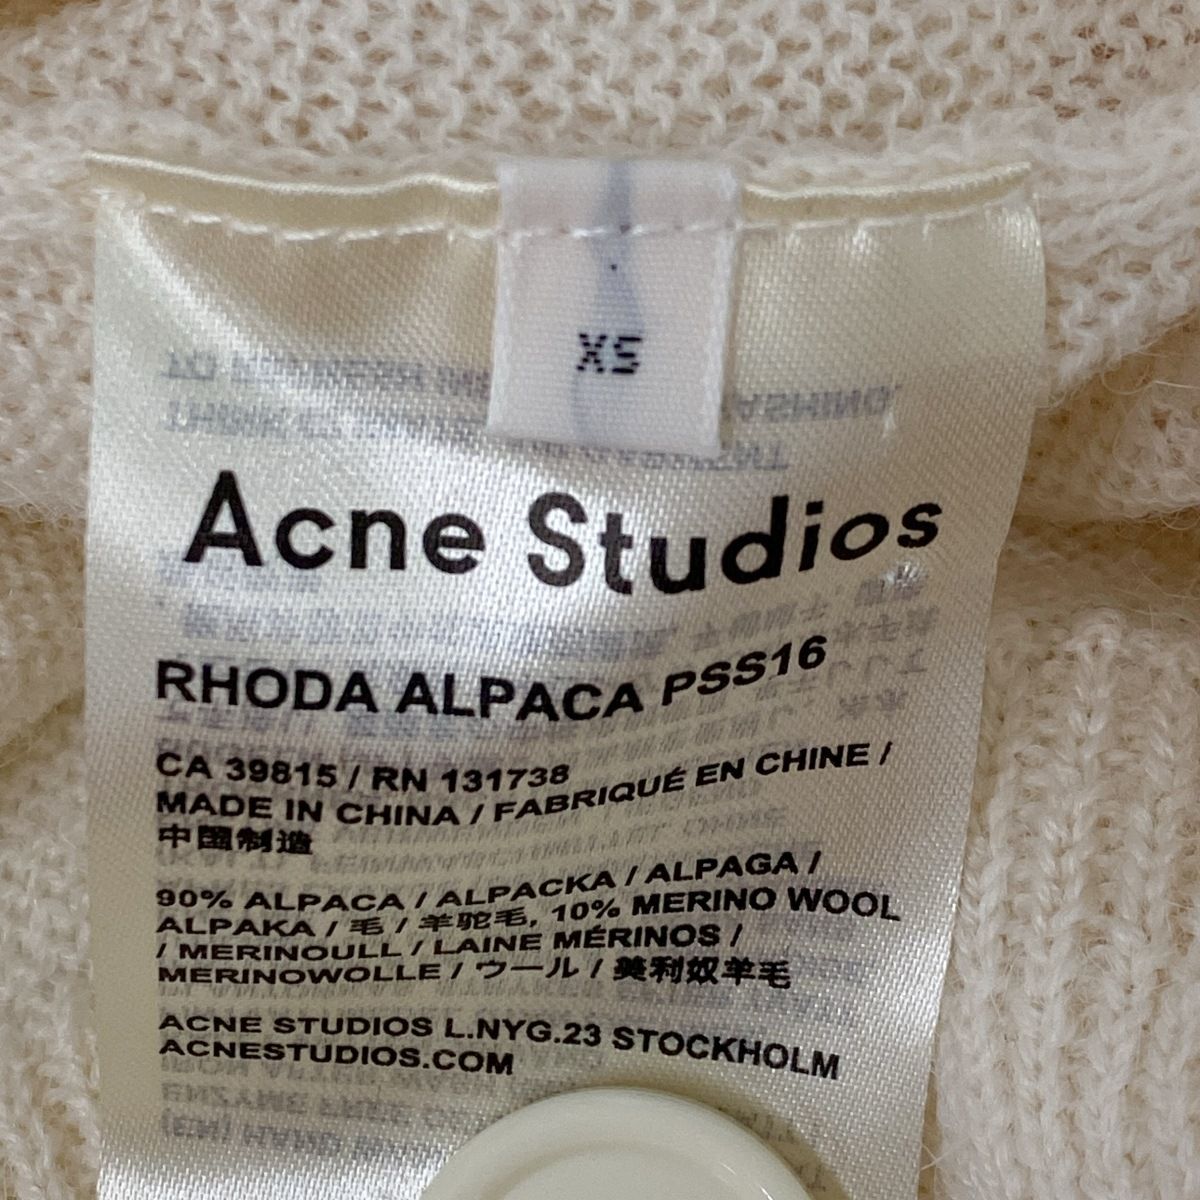 XS
Acne Studios
RHODA ALPACA PSS16
CA 39815 / RN 131738
MADE IN CHINA / FABRIQUÉ EN CHINE /
中国制造
90% ALPACA / ALPACKA / ALPAGA /
ALPAKA / 毛 / 羊驼毛, 10% MERINO WOOL
/ MERINOULL / LAINE MÉRINOS /
MERINOWOLLE / ウール / 美利奴羊毛
ACNE STUDIOS L.NYG.23 STOCKHOLM
ACNESTUDIOS.COM